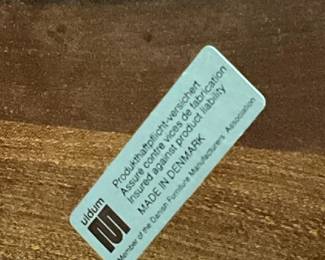 uldum
Produkthaftpflicht-versichert
Assure contre vices de fabrication
Insured against product liability
MADE IN DENMARK
Member of the Danish Furniture Manufacturers Association